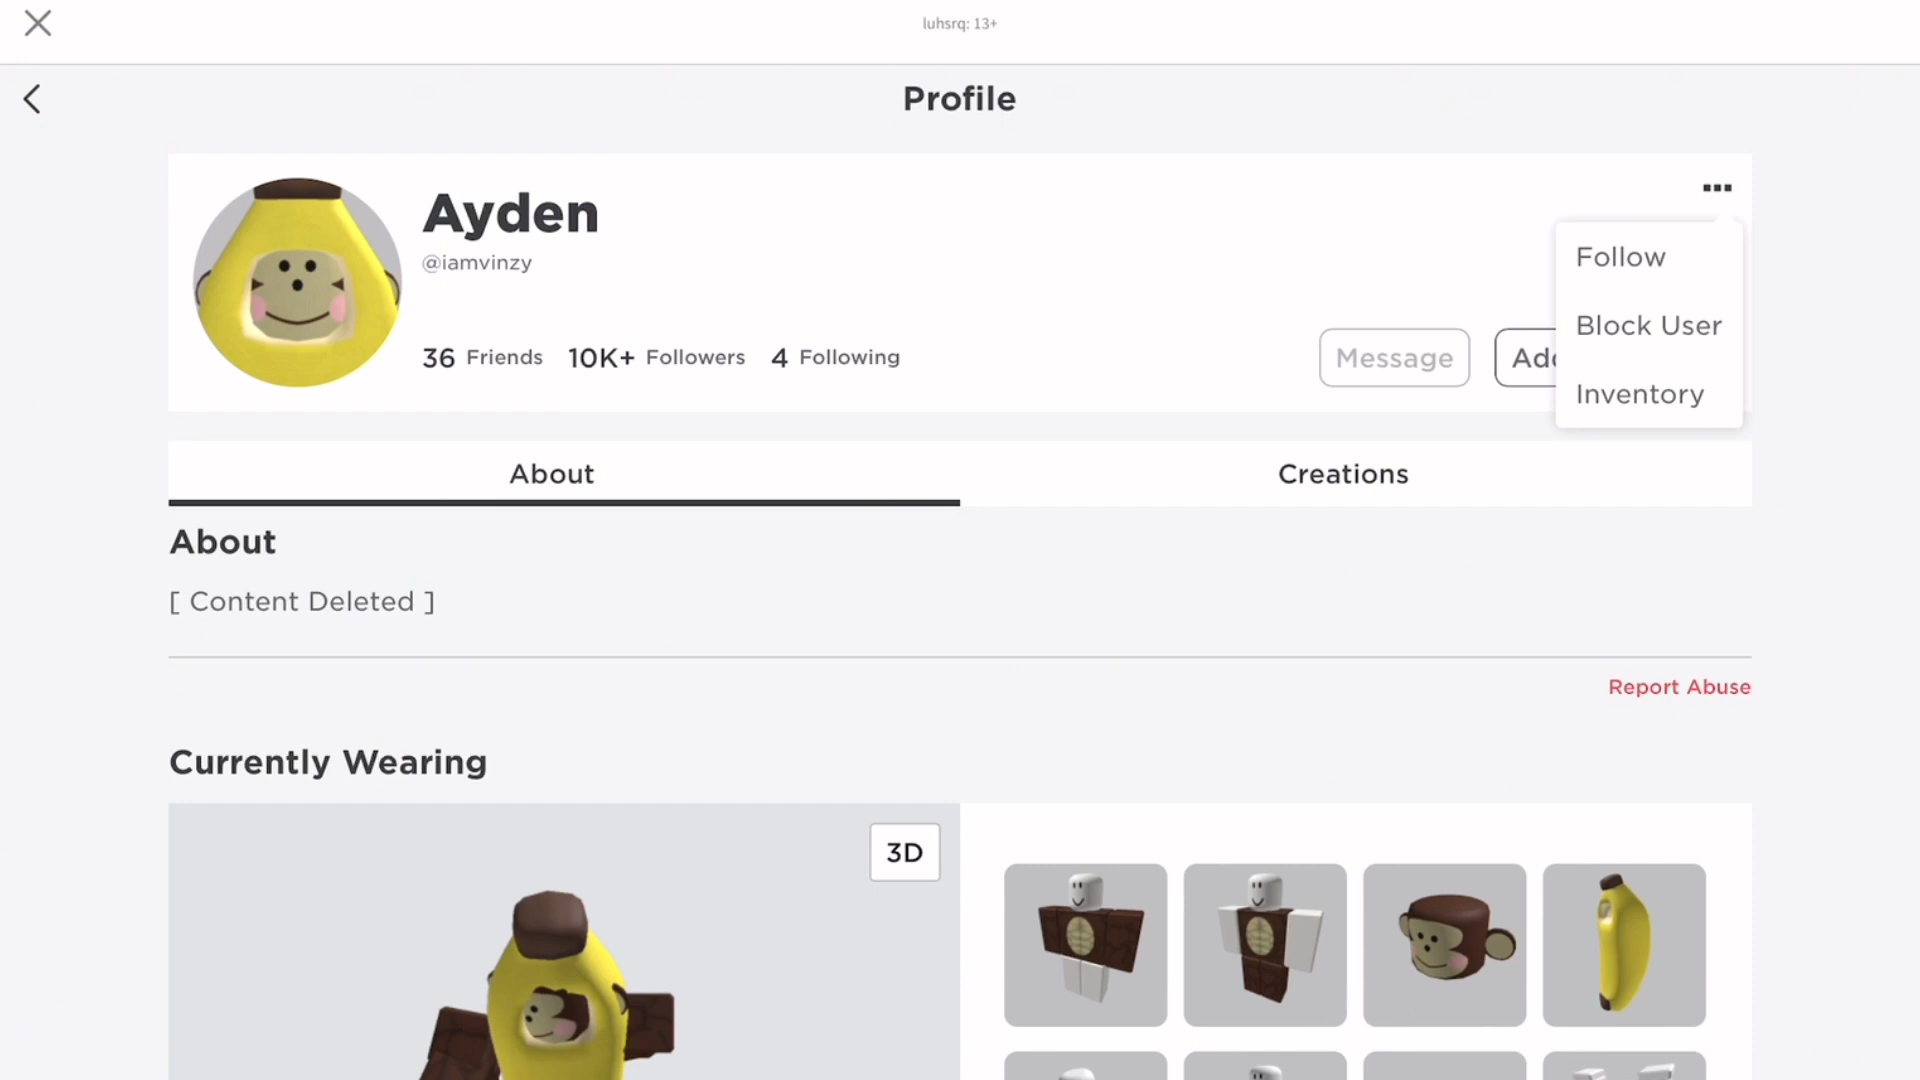 luhsrq: 13+
Profile
Ayden
@iamvinzy
36 Friends 10K+ Followers 4 Following
Message
Follow
Block User
Inventory
About Creations
About
[ Content Deleted ]
Report Abuse
Currently Wearing
3D